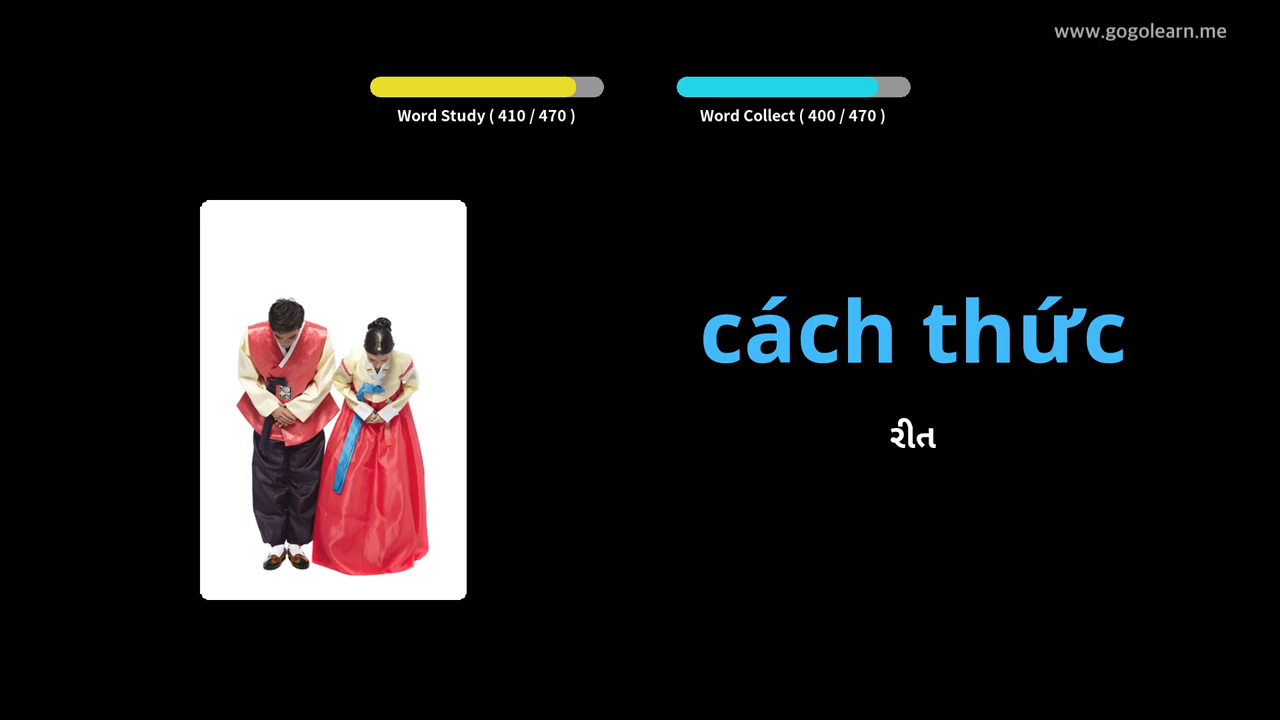 www.gogolearn.me
Word Study ( 410 / 470 )
Word Collect ( 400 / 470 )
cách thức
રીત